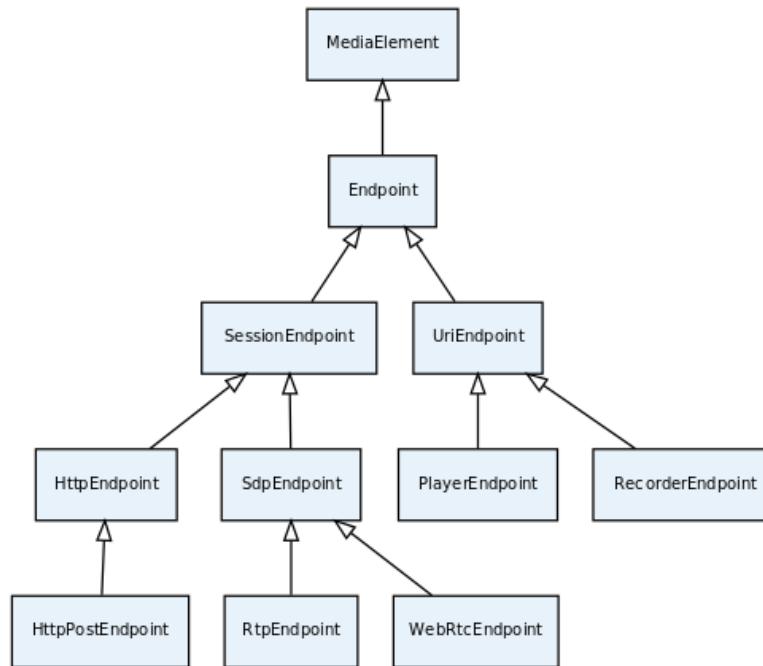 MediaElement
Endpoint
SessionEndpoint
UriEndpoint
HttpEndpoint
SdpEndpoint
PlayerEndpoint
RecorderEndpoint
HttpPostEndpoint
RtpEndpoint
WebRtcEndpoint